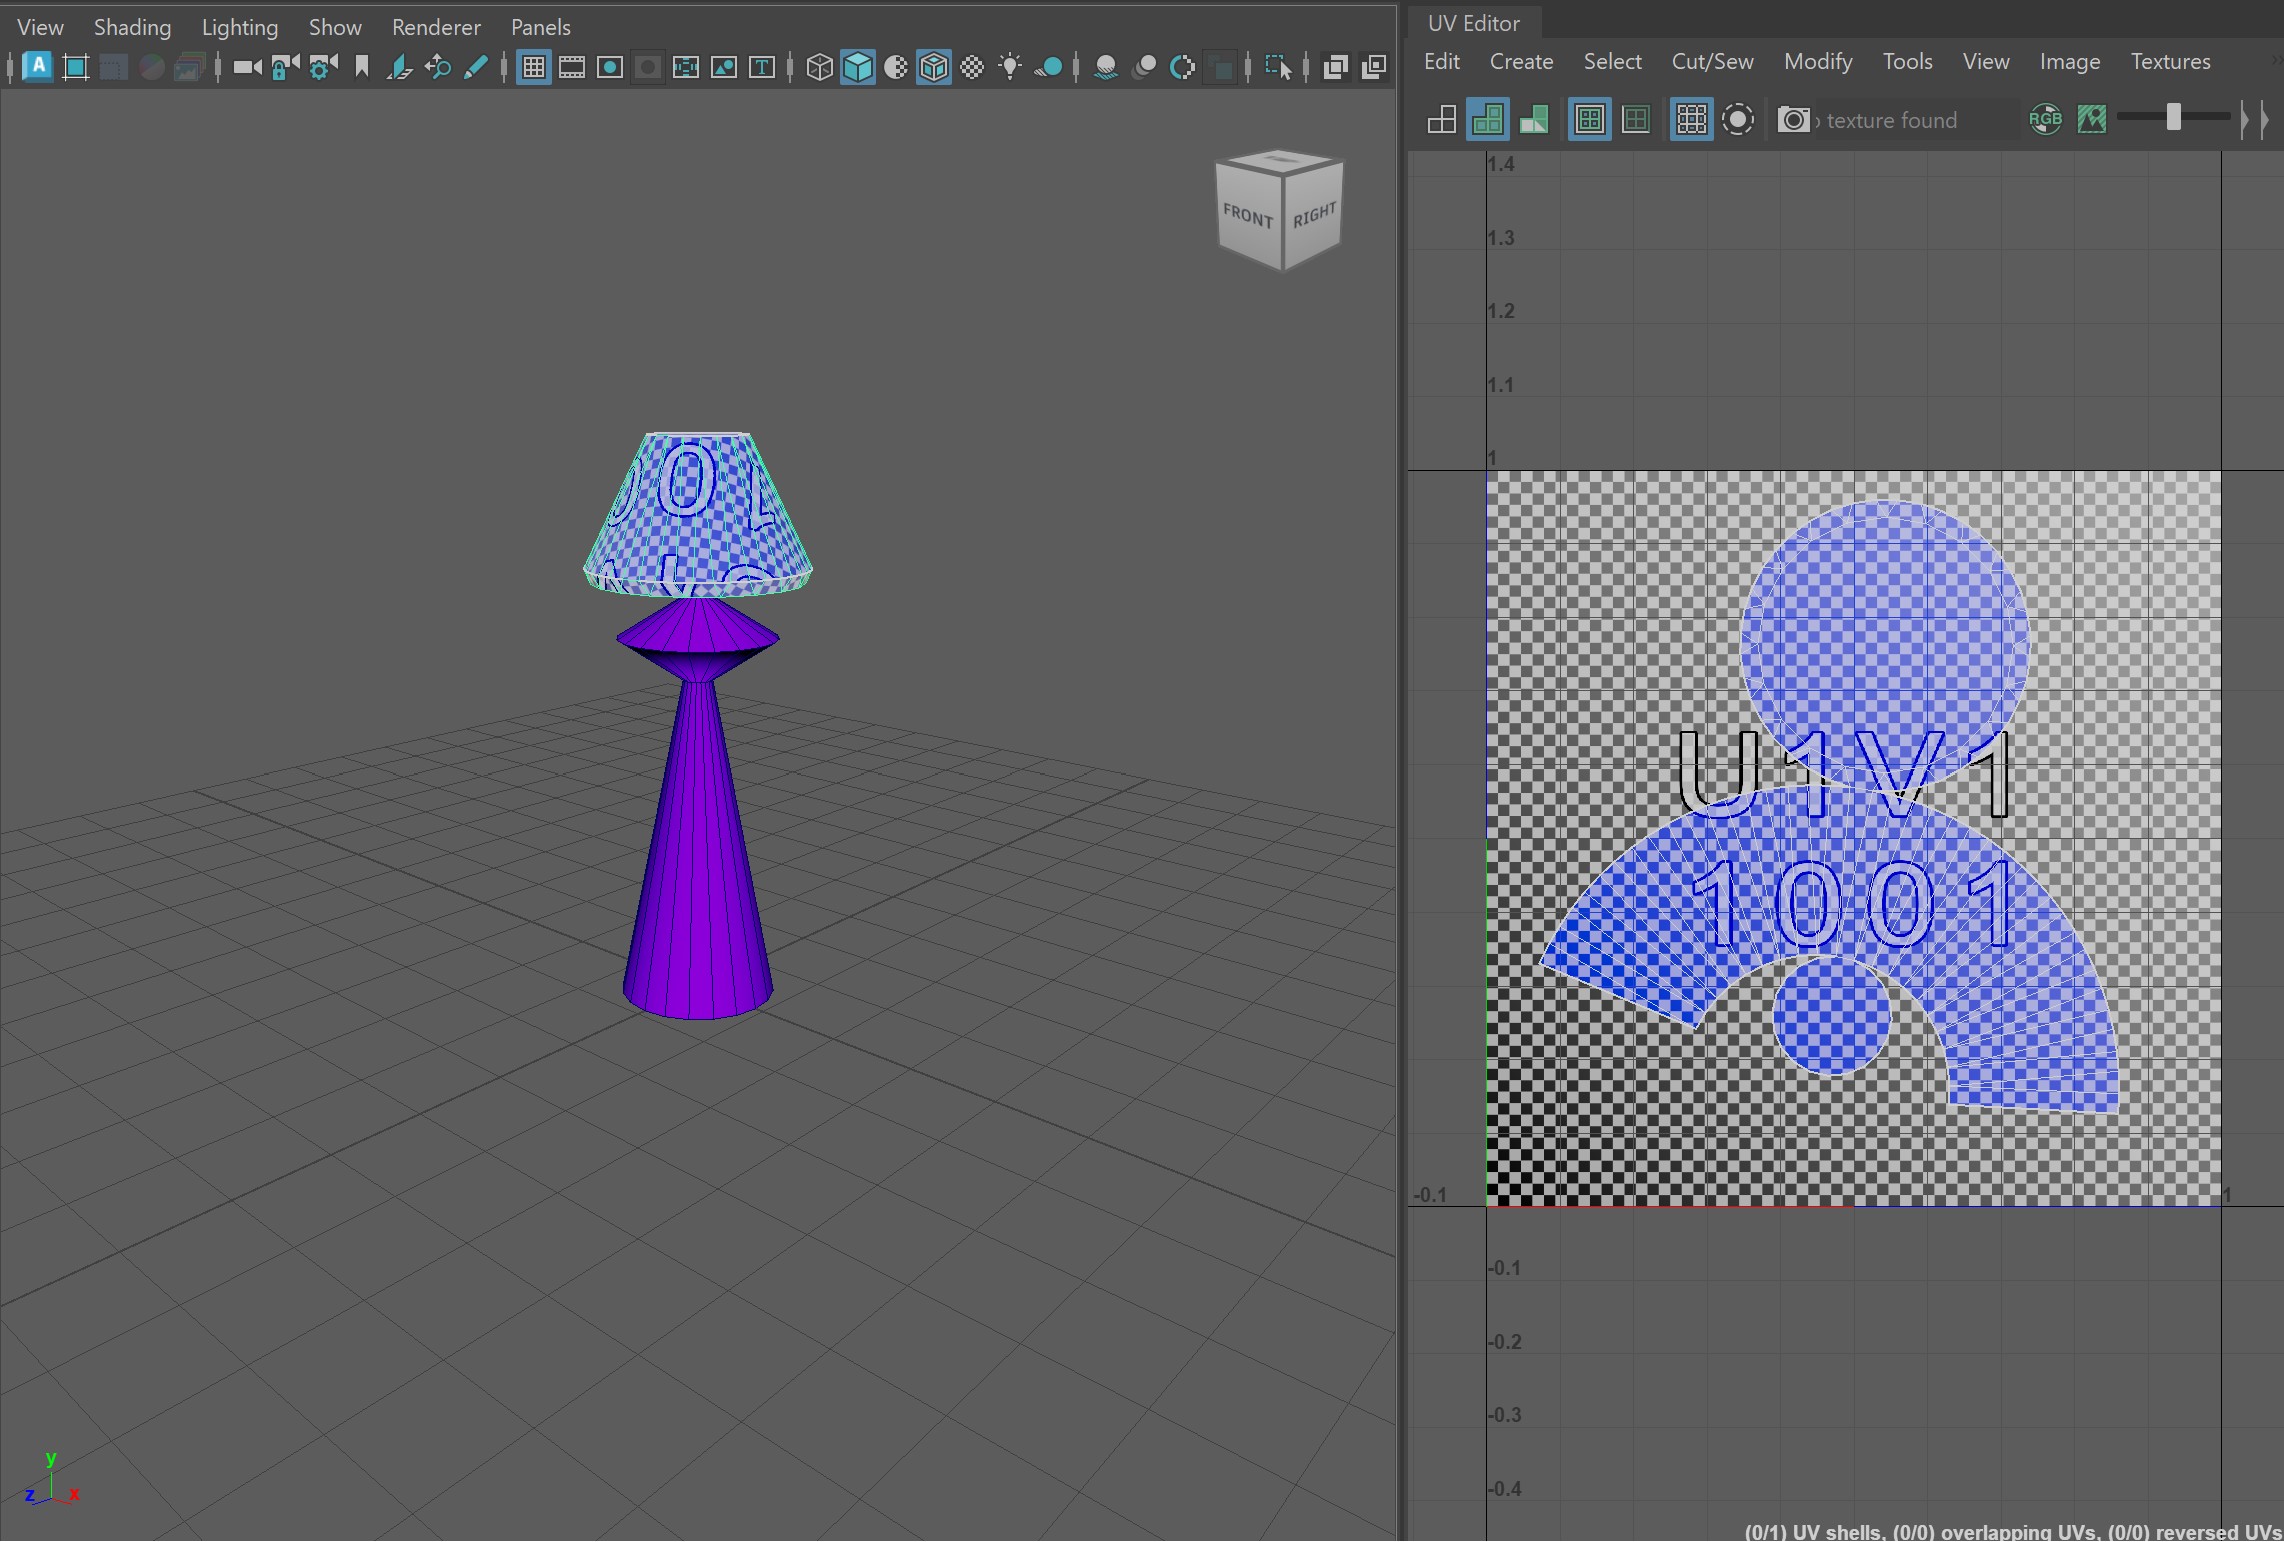 View Shading Lighting Show Renderer Panels
UV Editor
Edit Create Select Cut/Sew Modify Tools View Image Textures
A
T
texture found
RGB
FRONT RIGHT
1.4
1.3
1.2
1.1
1
U1V1
1001
-0.1
1
-0.1
-0.2
-0.3
-0.4
y
z x
(0/1) UV shells, (0/0) overlapping UVs, (0/0) reversed UVs